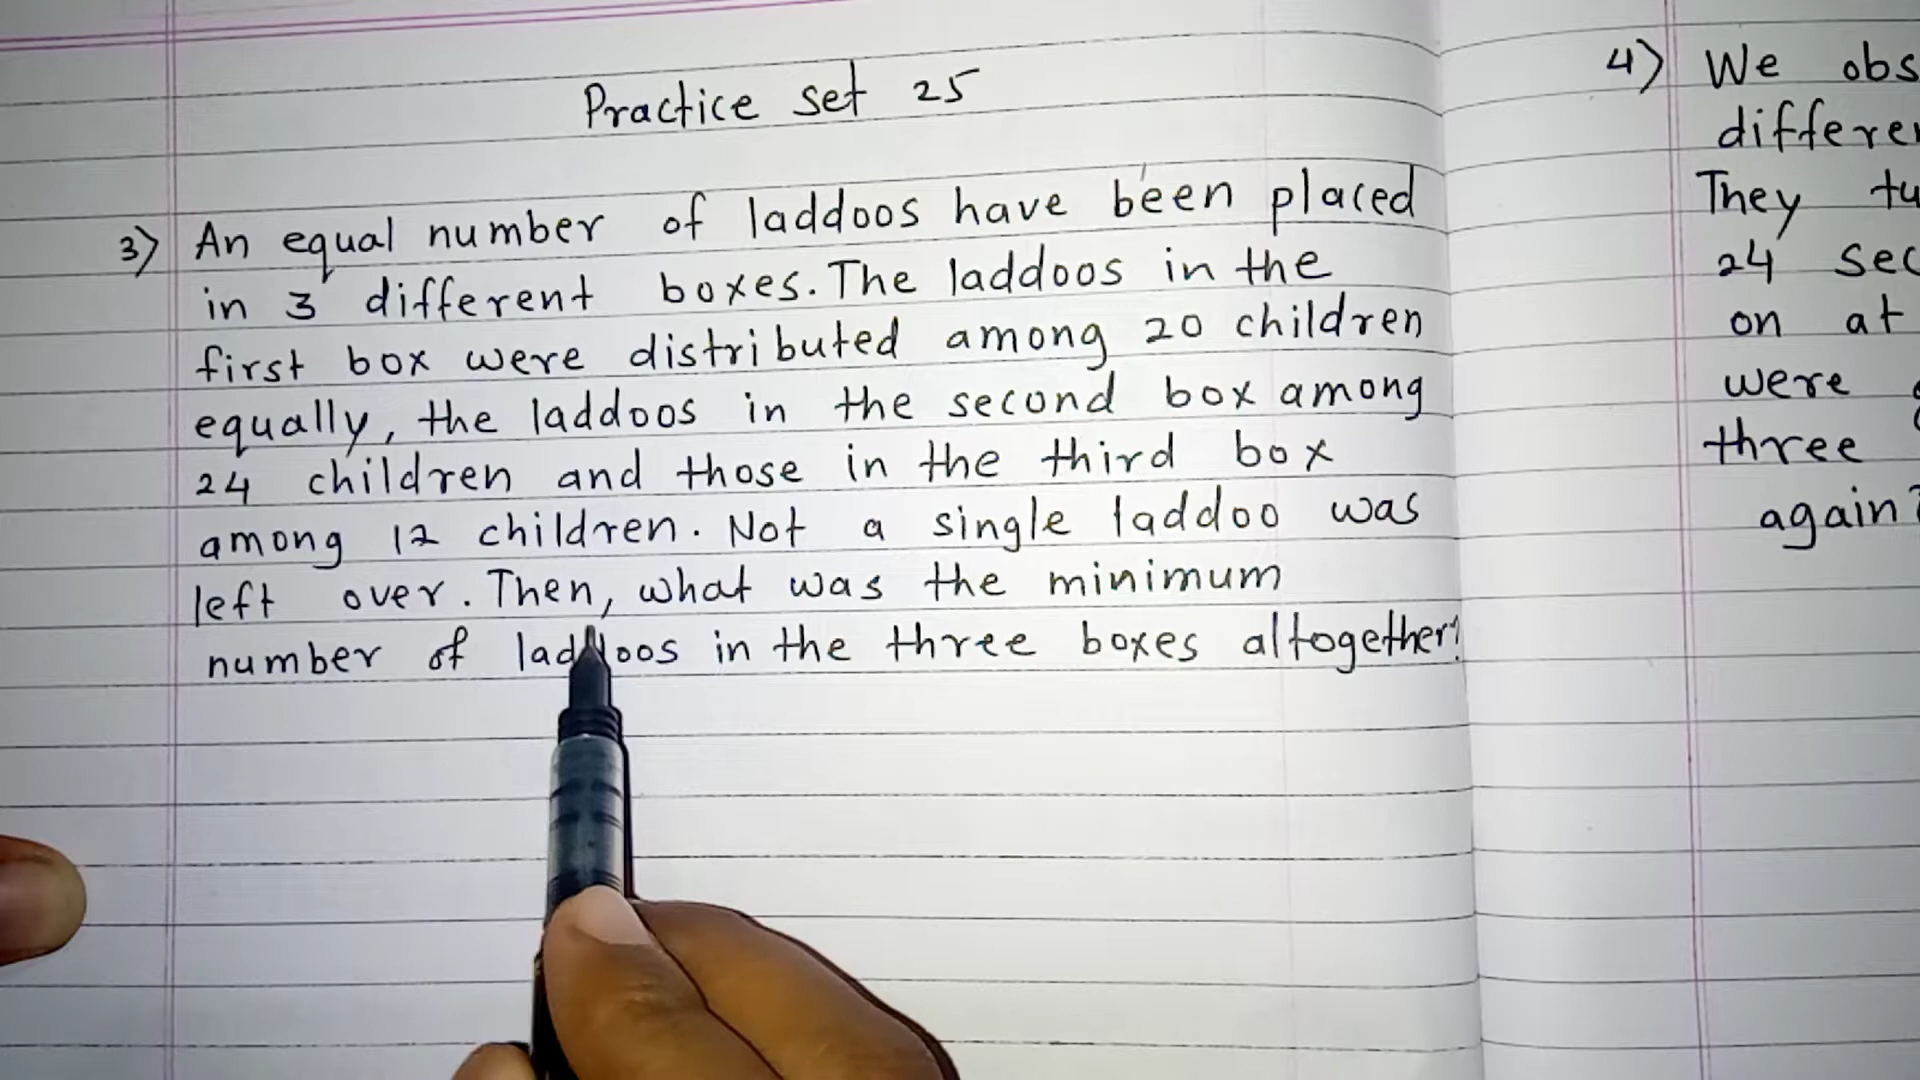 Practice set 25
3) An equal number of laddoos have been placed
in 3 different boxes. The laddoos in the
first box were distributed among 20 children
equally, the laddoos in the second box among
24 children and those in the third box
among 12 children. Not a single laddoo was
left over. Then, what was the minimum
number of laddoos in the three boxes altogether?
4) We obs
differen
They tu
24 sec
on at
were
three
again?